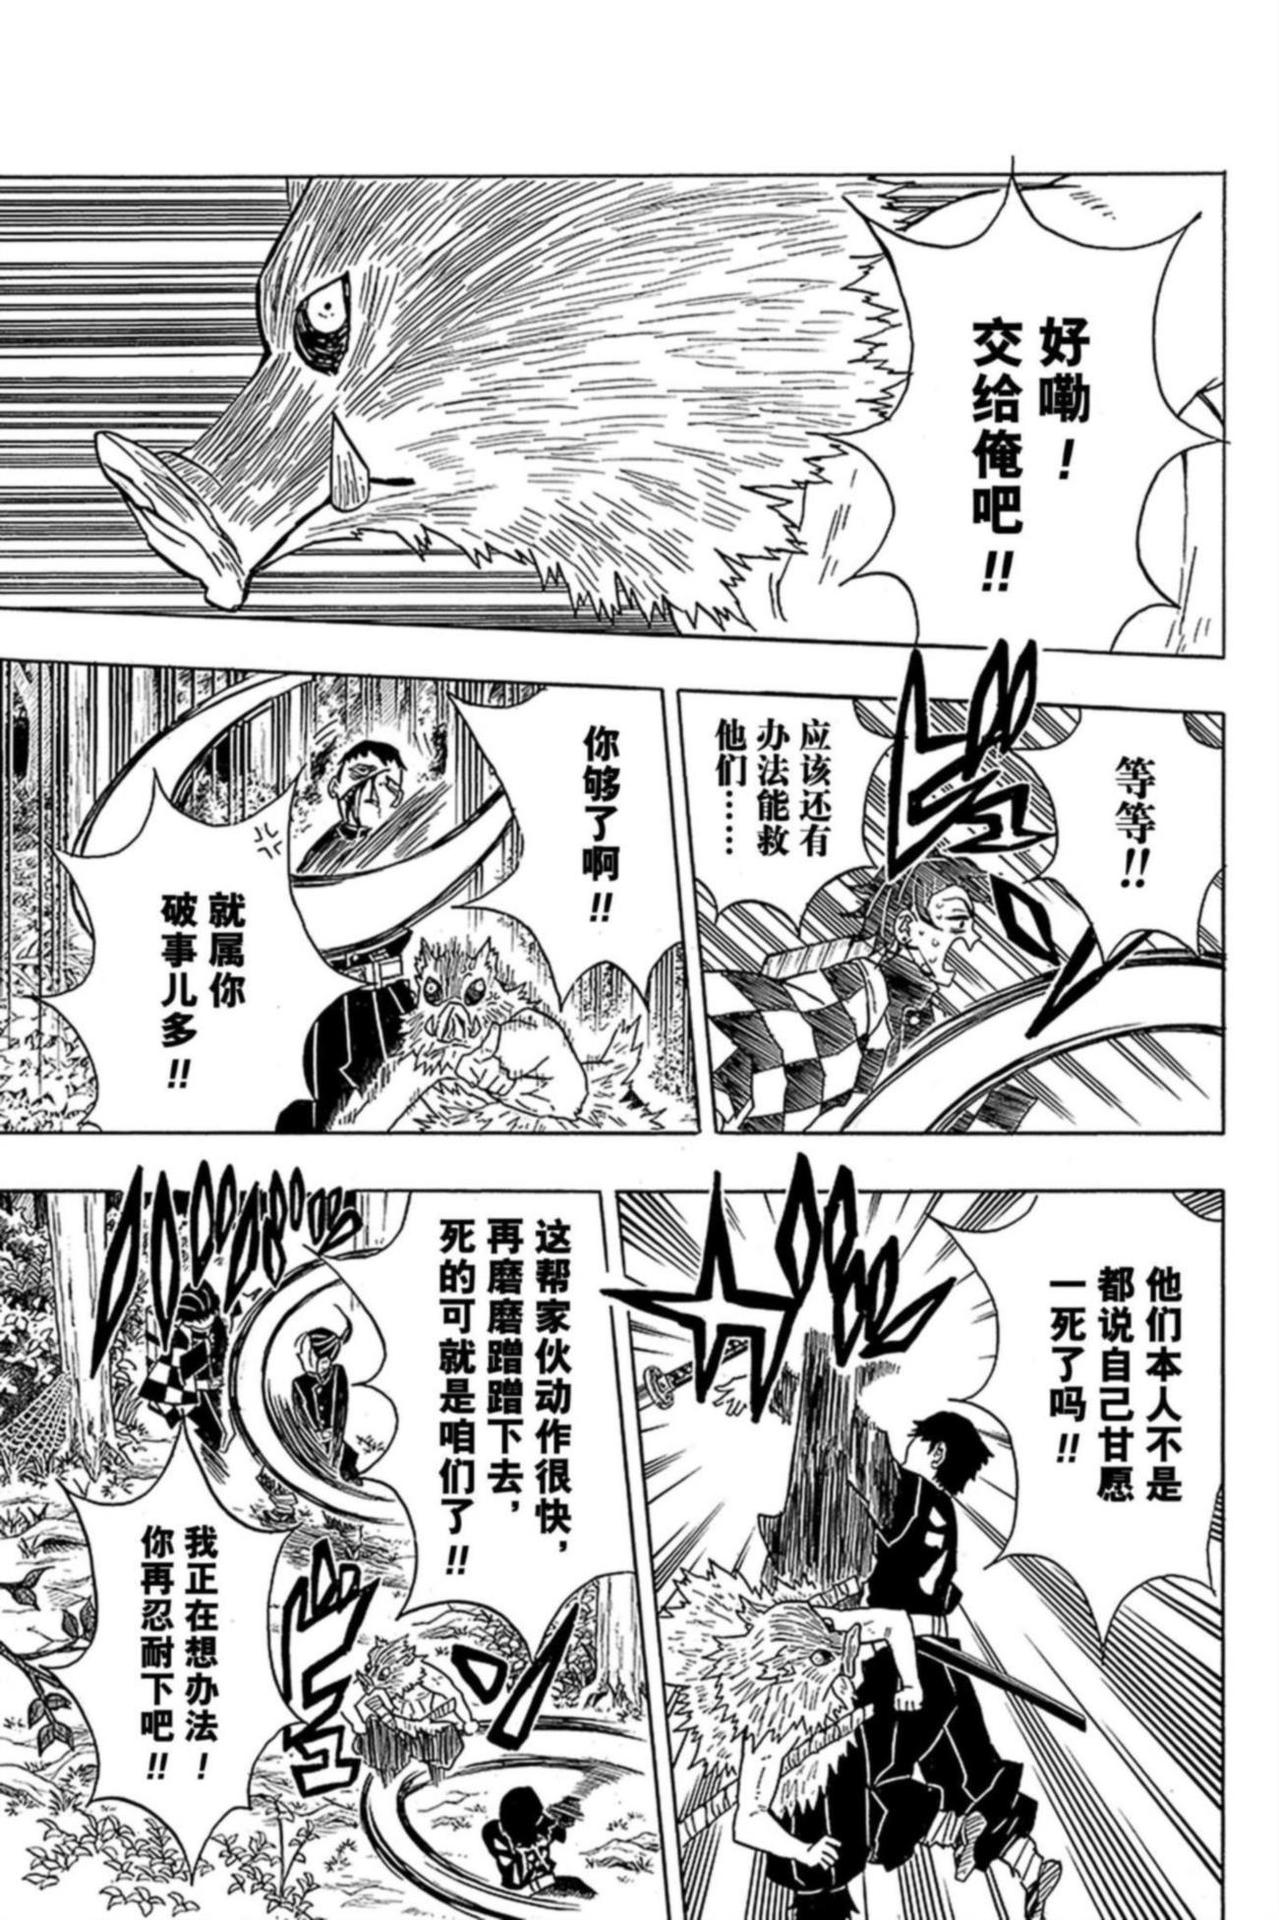 好嘞！
交给俺吧!!
等等!!
应该还有
办法能救
他们……
你够了啊!!
就属你
破事儿多!!
他们本人不是
都说自己甘愿
一死了吗!!
这帮家伙动作很快，
再磨磨蹭蹭下去，
死的可就是咱们了!!
我正在想办法！
你再忍耐下吧!!